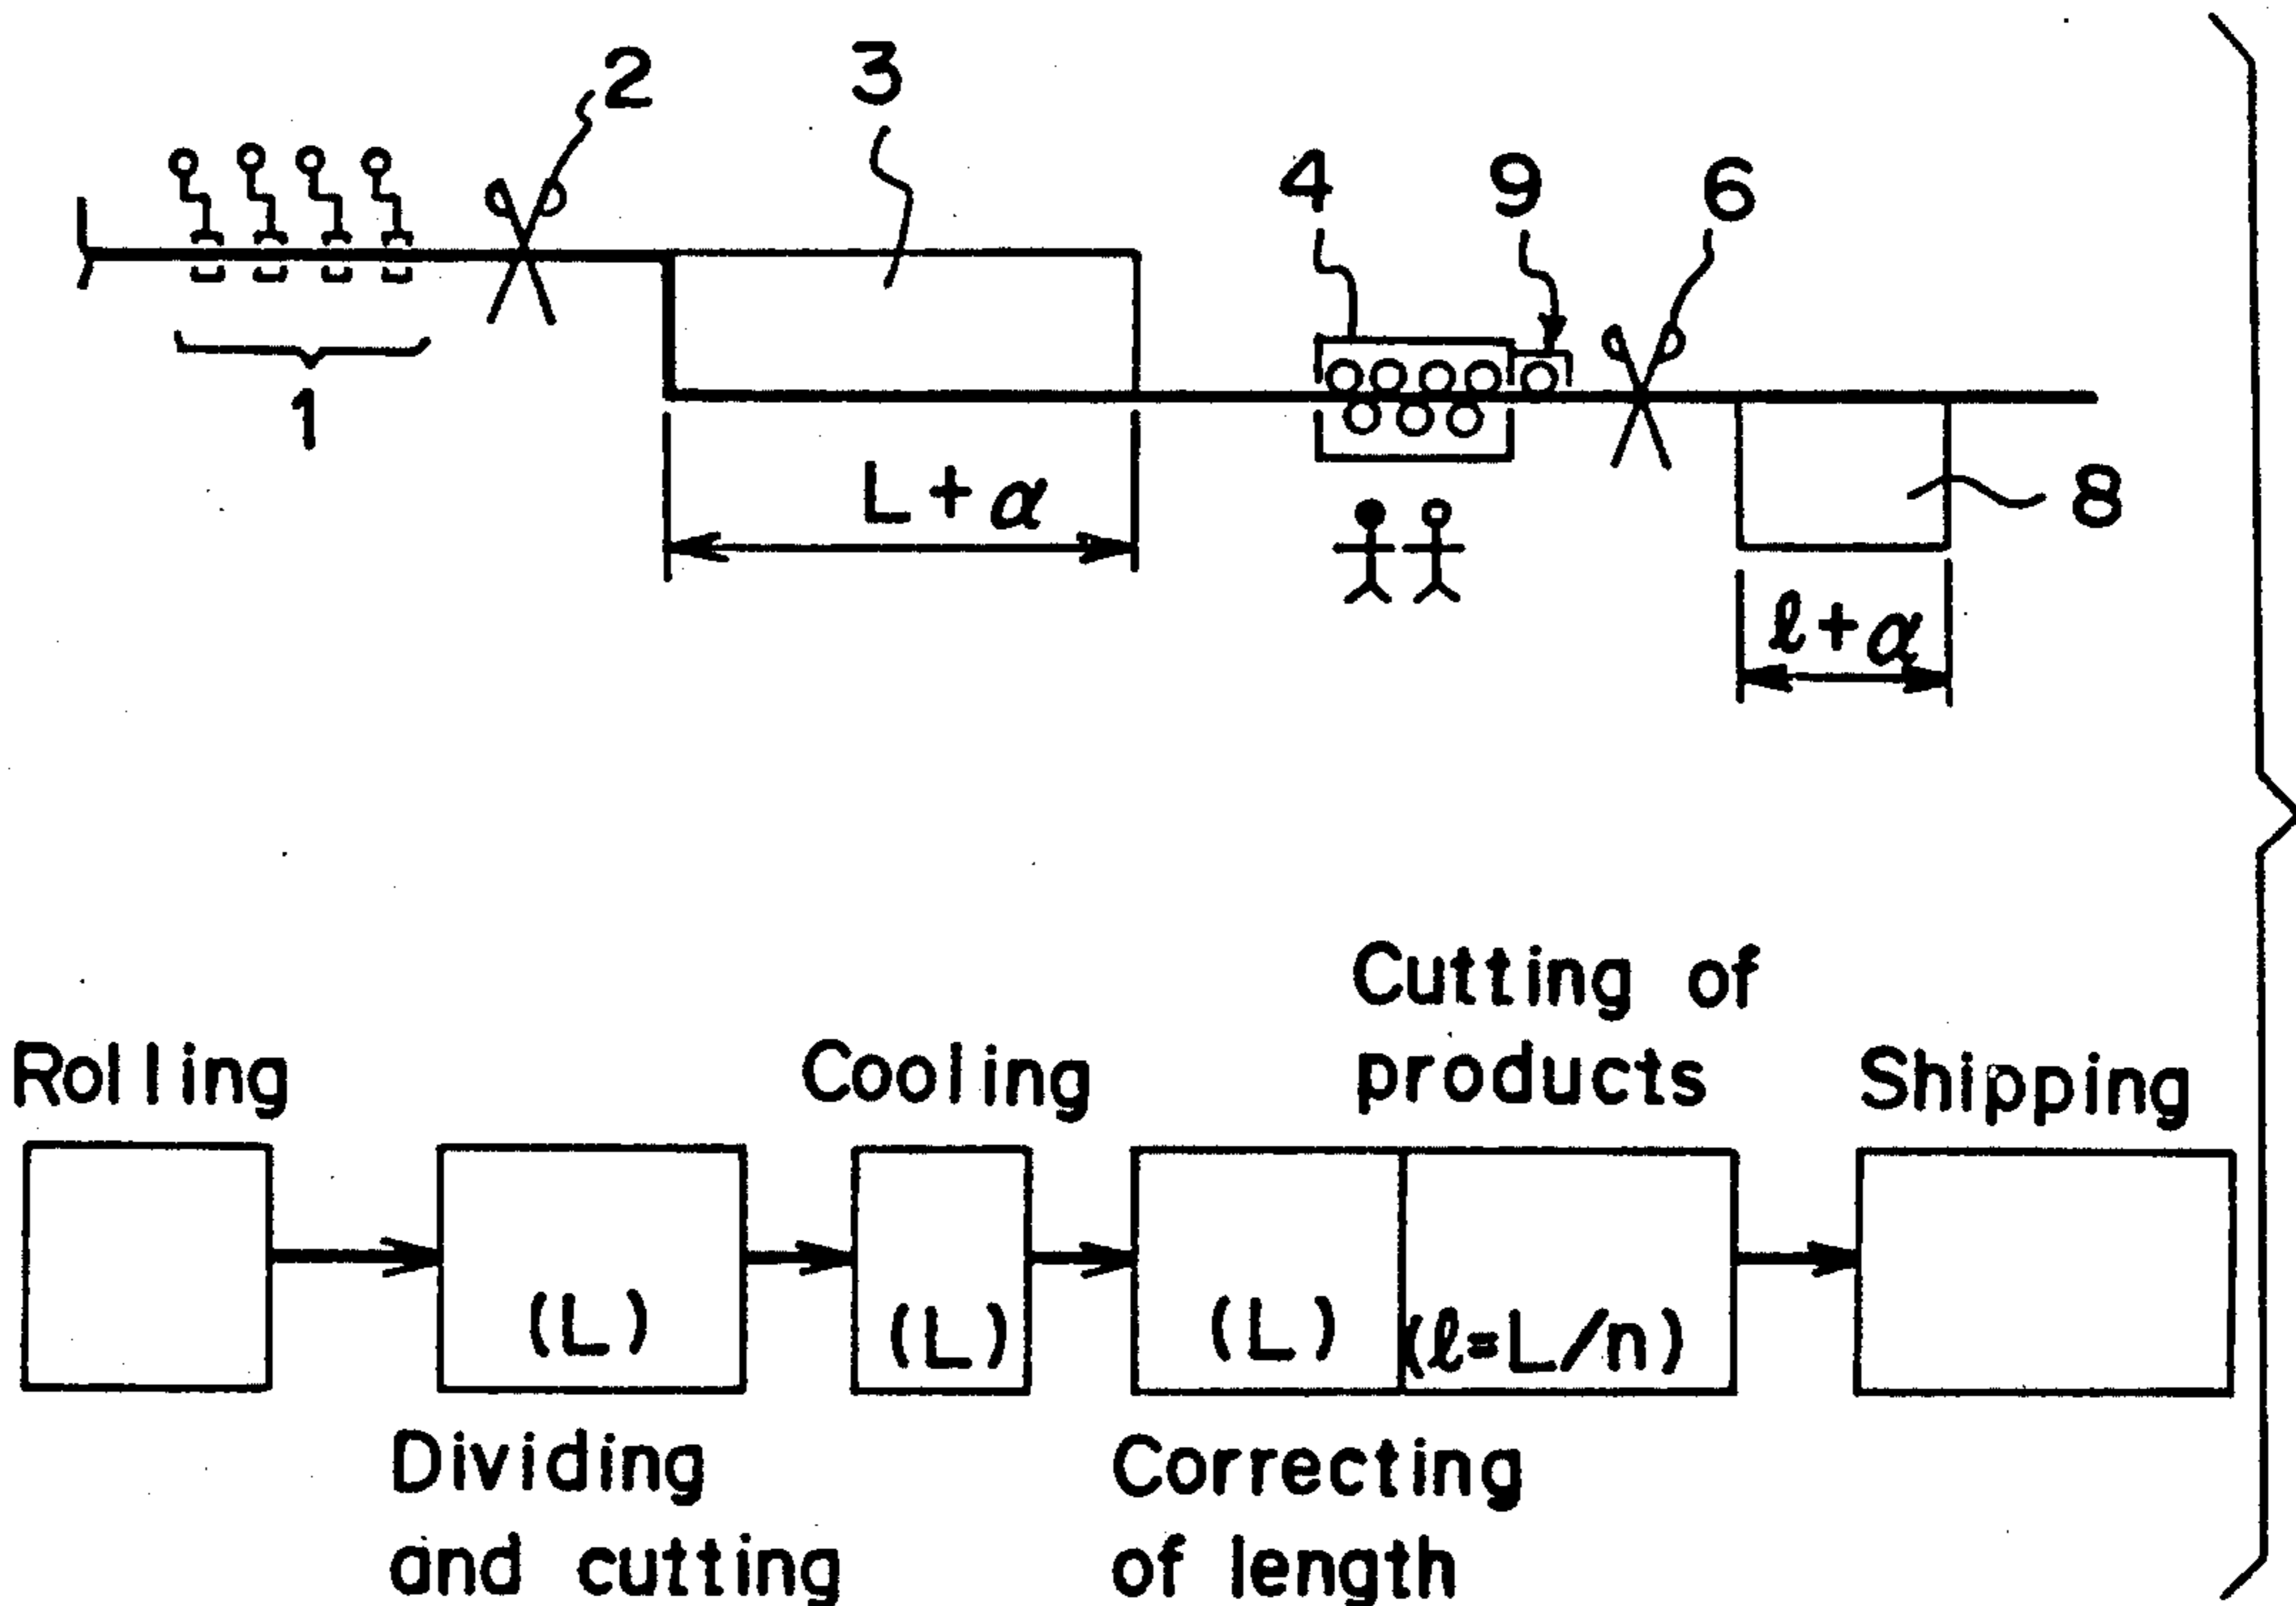 2
3
4
9
6
1
L+α
8
ℓ+α
Cutting of
products
Rolling
Cooling
Shipping
(L)
(L)
(L)
(ℓ=L/n)
Dividing
and cutting
Correcting
of length